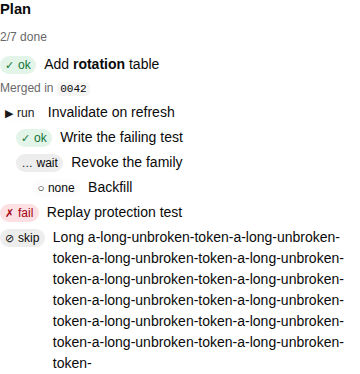 Plan
2/7 done
✓ ok Add rotation table
Merged in 0042
▶ run Invalidate on refresh
✓ ok Write the failing test
… wait Revoke the family
○ none Backfill
✗ fail Replay protection test
⊘ skip Long a-long-unbroken-token-a-long-unbroken-
token-a-long-unbroken-token-a-long-unbroken-
token-a-long-unbroken-token-a-long-unbroken-
token-a-long-unbroken-token-a-long-unbroken-
token-a-long-unbroken-token-a-long-unbroken-
token-a-long-unbroken-token-a-long-unbroken-
token-